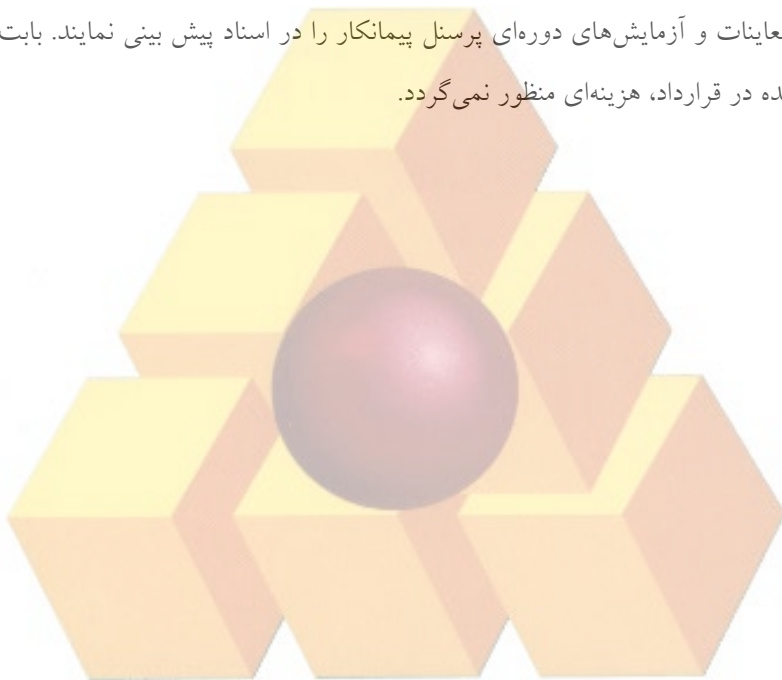 معاینات و آزمایش‌های دوره‌ای پرسنل پیمانکار را در اسناد پیش بینی نمایند. بابت
در قرارداد، هزینه‌ای منظور نمی‌گردد.